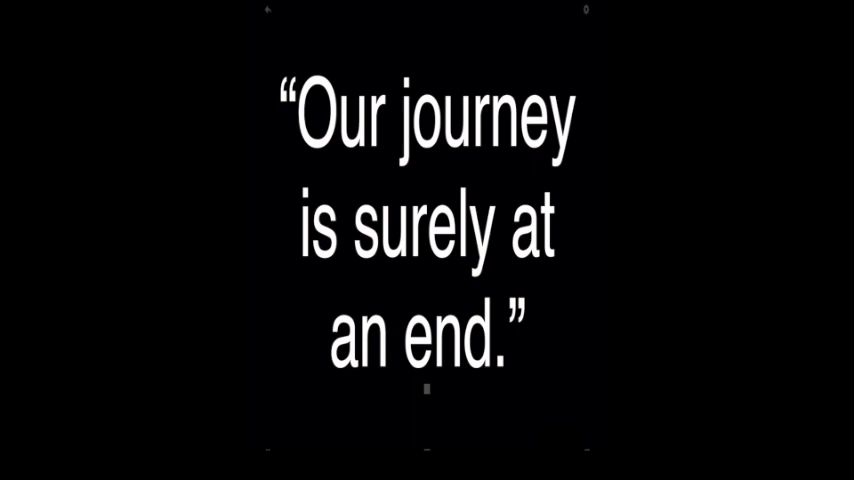 “Our journey
is surely at
an end.”